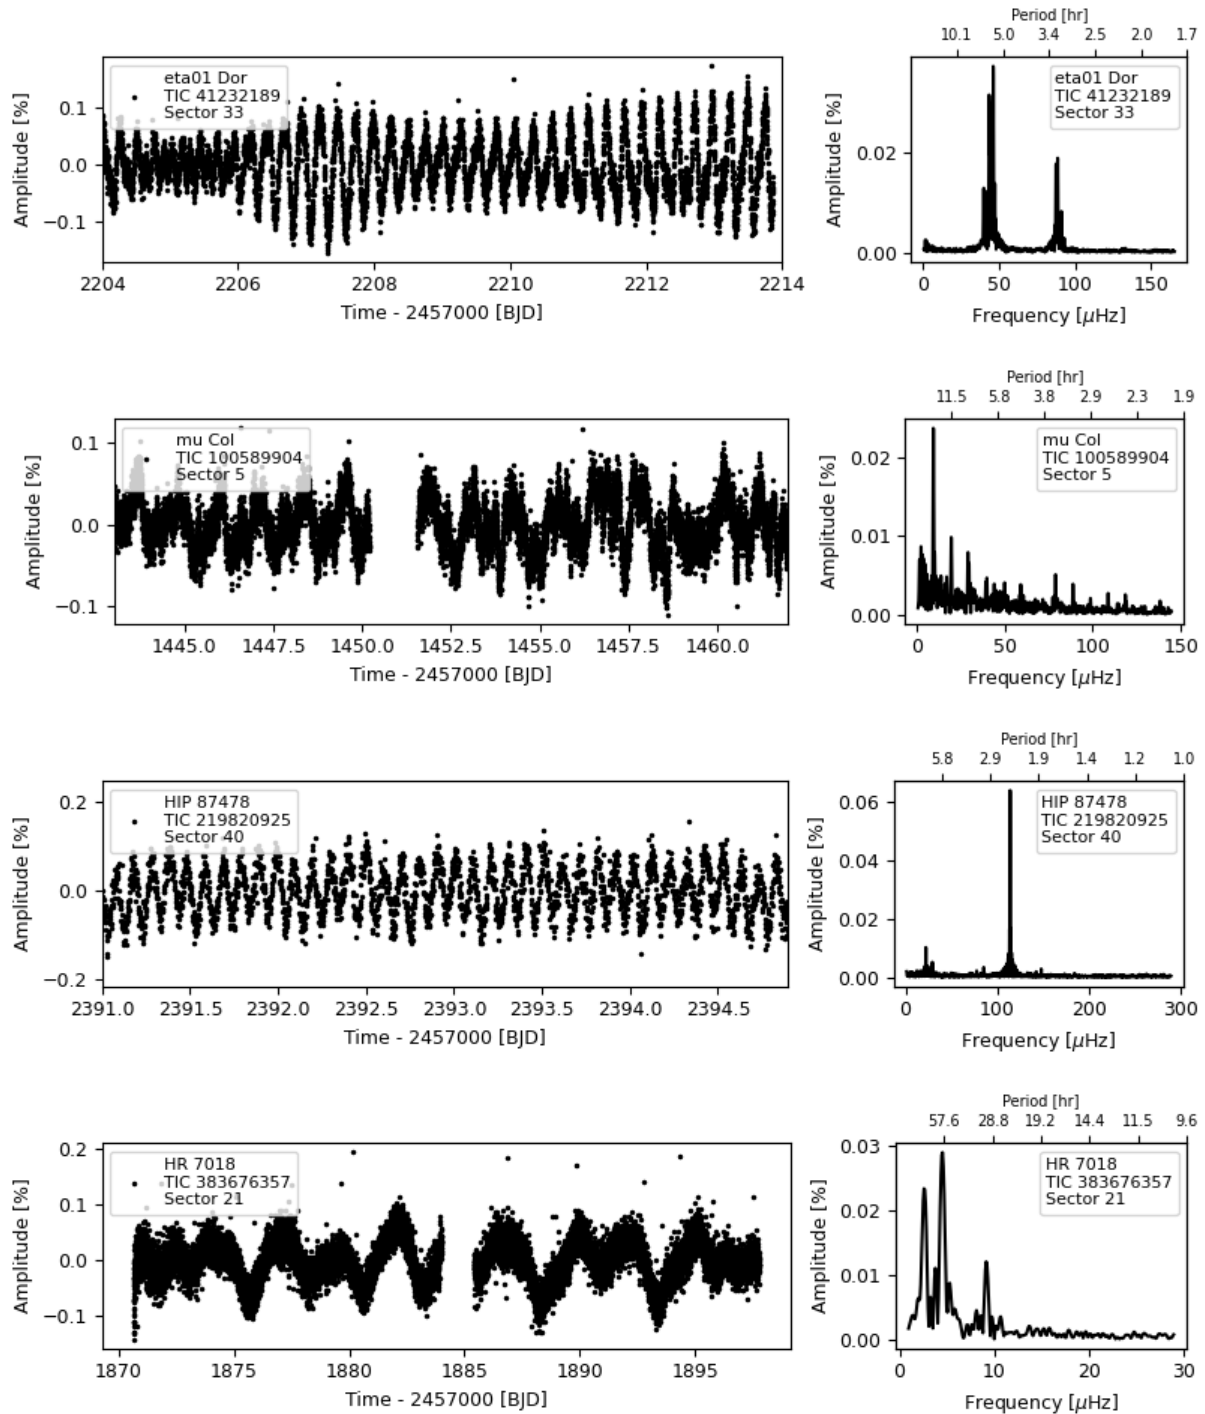 Period [hr]
10.1 5.0 3.4 2.5 2.0 1.7
Amplitude [%]
0.1
0.0
−0.1
eta01 Dor
TIC 41232189
Sector 33
2204 2206 2208 2210 2212 2214
Time - 2457000 [BJD]
Amplitude [%]
0.02
0.00
eta01 Dor
TIC 41232189
Sector 33
0 50 100 150
Frequency [μHz]
Period [hr]
11.5 5.8 3.8 2.9 2.3 1.9
Amplitude [%]
0.1
0.0
−0.1
mu Col
TIC 100589904
Sector 5
1445.0 1447.5 1450.0 1452.5 1455.0 1457.5 1460.0
Time - 2457000 [BJD]
Amplitude [%]
0.02
0.01
0.00
mu Col
TIC 100589904
Sector 5
0 50 100 150
Frequency [μHz]
Period [hr]
5.8 2.9 1.9 1.4 1.2 1.0
Amplitude [%]
0.2
0.0
−0.2
HIP 87478
TIC 219820925
Sector 40
2391.0 2391.5 2392.0 2392.5 2393.0 2393.5 2394.0 2394.5
Time - 2457000 [BJD]
Amplitude [%]
0.06
0.04
0.02
0.00
HIP 87478
TIC 219820925
Sector 40
0 100 200 300
Frequency [μHz]
Period [hr]
57.6 28.8 19.2 14.4 11.5 9.6
Amplitude [%]
0.2
0.1
0.0
−0.1
HR 7018
TIC 383676357
Sector 21
1870 1875 1880 1885 1890 1895
Time - 2457000 [BJD]
Amplitude [%]
0.03
0.02
0.01
0.00
HR 7018
TIC 383676357
Sector 21
0 10 20 30
Frequency [μHz]